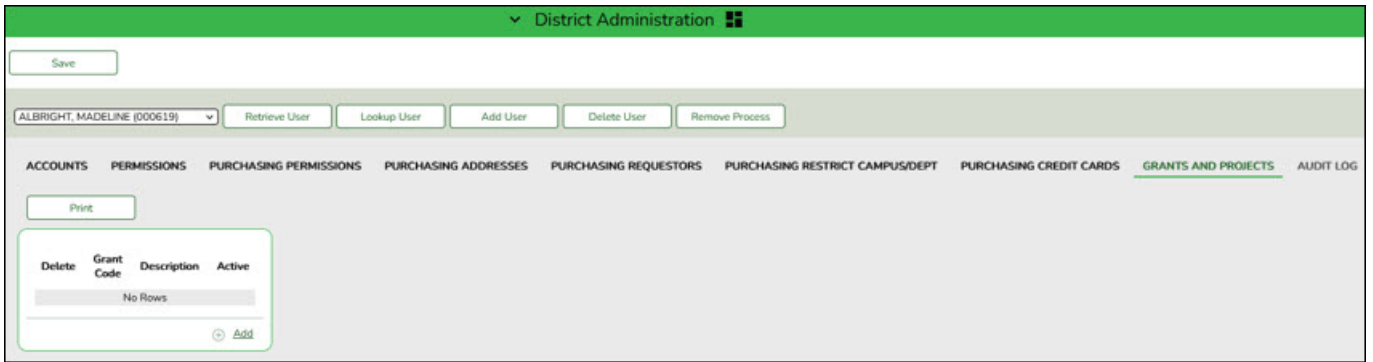 District Administration
Save
ALBRIGHT, MADELINE (000619) Retrieve User Lookup User Add User Delete User Remove Process
ACCOUNTS PERMISSIONS PURCHASING PERMISSIONS PURCHASING ADDRESSES PURCHASING REQUESTORS PURCHASING RESTRICT CAMPUS/DEPT PURCHASING CREDIT CARDS GRANTS AND PROJECTS AUDIT LOG
Print
Delete Grant Code Description Active
No Rows
Add